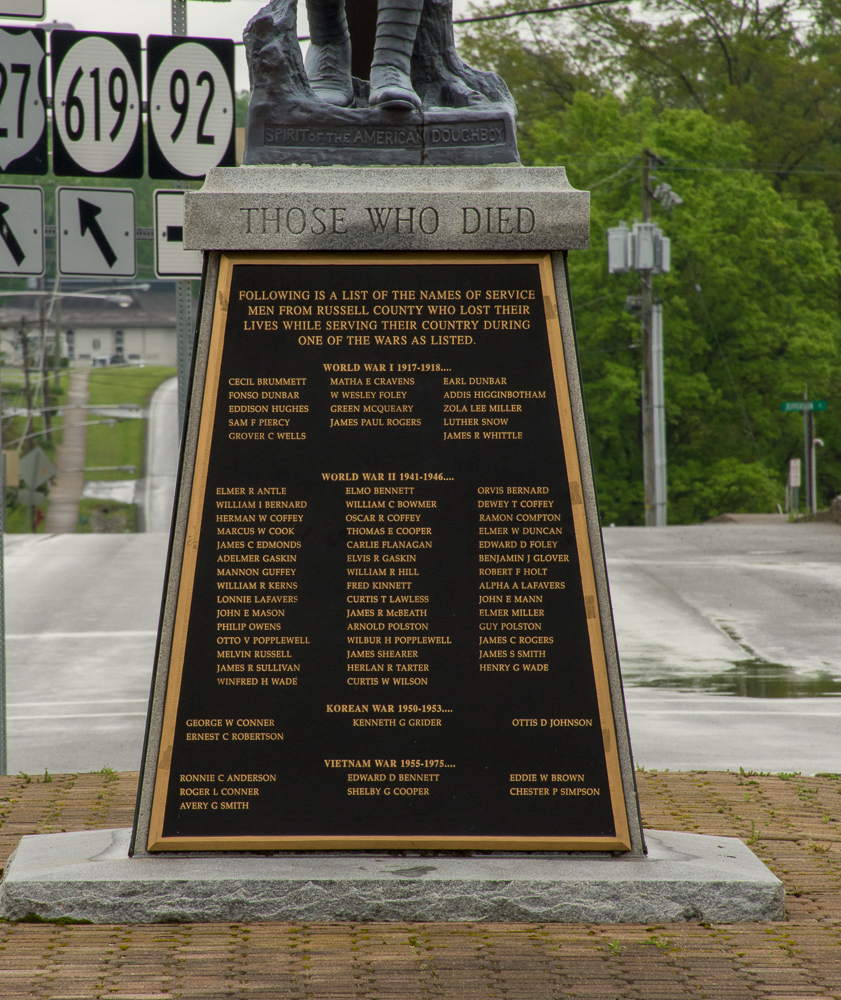 27
619
92
SPIRIT OF THE AMERICAN DOUGHBOY
THOSE WHO DIED
FOLLOWING IS A LIST OF THE NAMES OF SERVICE
MEN FROM RUSSELL COUNTY WHO LOST THEIR
LIVES WHILE SERVING THEIR COUNTRY DURING
ONE OF THE WARS AS LISTED.
WORLD WAR I 1917-1918....
CECIL BRUMMETT MATHA E CRAVENS EARL DUNBAR
FONSO DUNBAR W WESLEY FOLEY ADDIS HIGGINBOTHAM
EDDISON HUGHES GREEN MCQUEARY ZOLA LEE MILLER
SAM F PIERCY JAMES PAUL ROGERS LUTHER SNOW
GROVER C WELLS JAMES R WHITTLE
WORLD WAR II 1941-1946....
ELMER R ANTLE ELMO BENNETT ORVIS BERNARD
WILLIAM I BERNARD WILLIAM C BOWMER DEWEY T COFFEY
HERMAN W COFFEY OSCAR R COFFEY RAMON COMPTON
MARCUS W COOK THOMAS E COOPER ELMER W DUNCAN
JAMES C EDMONDS CARLIE FLANAGAN EDWARD D FOLEY
ADELMER GASKIN ELVIS R GASKIN BENJAMIN J GLOVER
MANNON GUFFEY WILLIAM R HILL ROBERT F HOLT
WILLIAM R KERNS FRED KINNETT ALPHA A LAFAVERS
LONNIE LAFAVERS CURTIS T LAWLESS JOHN E MANN
JOHN E MASON JAMES R McBEATH ELMER MILLER
PHILIP OWENS ARNOLD POLSTON GUY POLSTON
OTTO V POPPLEWELL WILBUR H POPPLEWELL JAMES C ROGERS
MELVIN RUSSELL JAMES SHEARER JAMES S SMITH
JAMES R SULLIVAN HERLAN R TARTER HENRY G WADE
WINFRED H WADE CURTIS W WILSON
KOREAN WAR 1950-1953....
GEORGE W CONNER KENNETH G GRIDER OTTIS D JOHNSON
ERNEST C ROBERTSON
VIETNAM WAR 1955-1975....
RONNIE C ANDERSON EDWARD D BENNETT EDDIE W BROWN
ROGER L CONNER SHELBY G COOPER CHESTER P SIMPSON
AVERY G SMITH